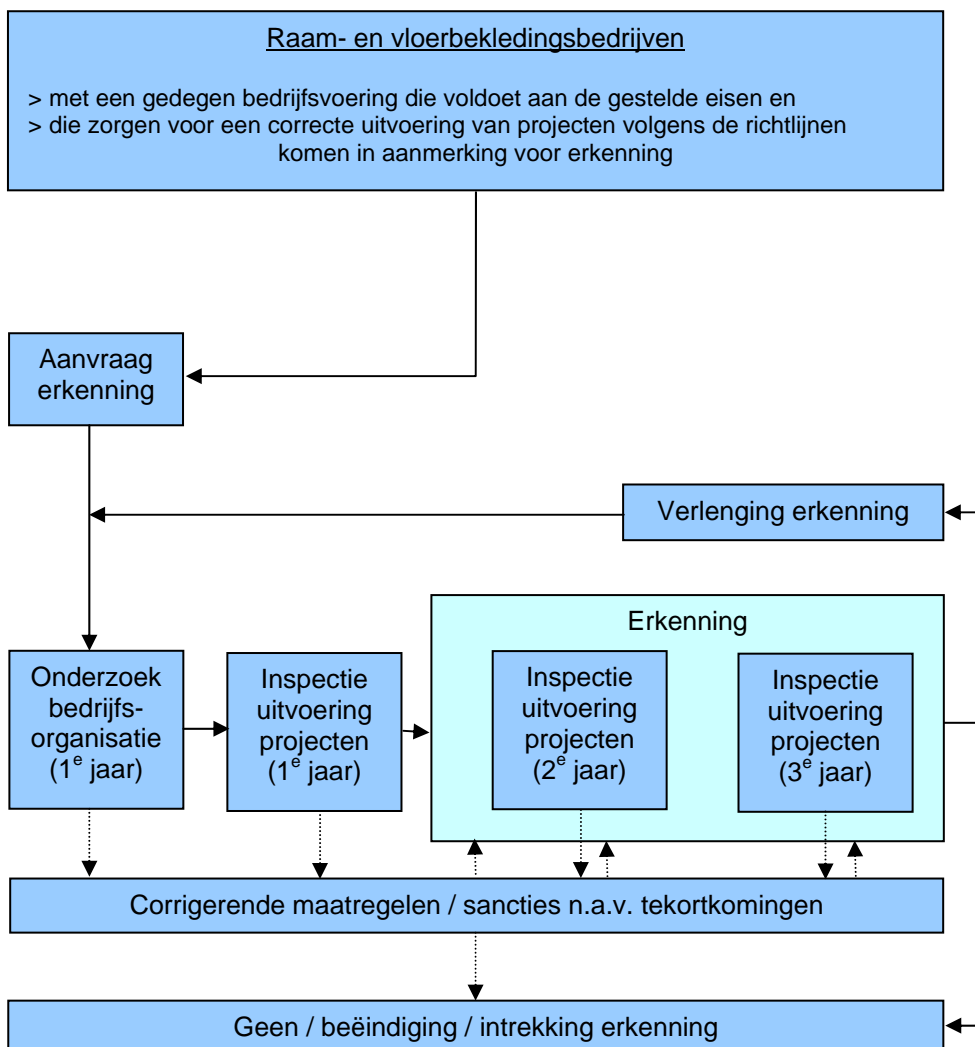 Raam- en vloerbekledingsbedrijven
> met een gedegen bedrijfsvoering die voldoet aan de gestelde eisen en
> die zorgen voor een correcte uitvoering van projecten volgens de richtlijnen
komen in aanmerking voor erkenning
Aanvraag
erkenning
Verlenging erkenning
Erkenning
Onderzoek
bedrijfs-
organisatie
(1e jaar)
Inspectie
uitvoering
projecten
(1e jaar)
Inspectie
uitvoering
projecten
(2e jaar)
Inspectie
uitvoering
projecten
(3e jaar)
Corrigerende maatregelen / sancties n.a.v. tekortkomingen
Geen / beëindiging / intrekking erkenning